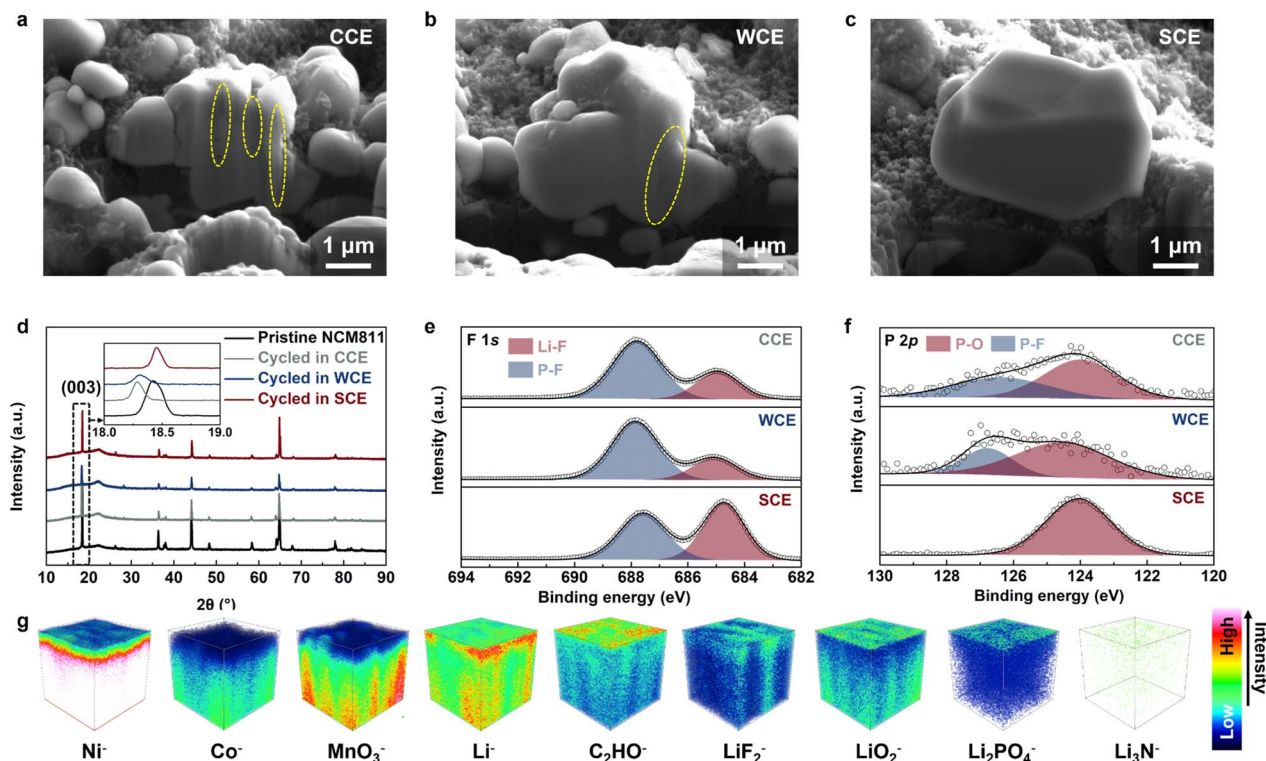 a
CCE
1 μm
b
WCE
1 μm
c
SCE
1 μm
d
Intensity (a.u.)
Pristine NCM811
Cycled in CCE
Cycled in WCE
Cycled in SCE
(003)
18.0 18.5 19.0
10 20 30 40 50 60 70 80 90
2θ (°)
e
Intensity (a.u.)
F 1s
Li-F
P-F
CCE
WCE
SCE
694 692 690 688 686 684 682
Binding energy (eV)
f
Intensity (a.u.)
P 2p
P-O
P-F
CCE
WCE
SCE
130 128 126 124 122 120
Binding energy (eV)
g
Ni⁻
Co⁻
MnO₃⁻
Li⁻
C₂HO⁻
LiF₂⁻
LiO₂⁻
Li₂PO₄⁻
Li₃N⁻
High
Low
Intensity